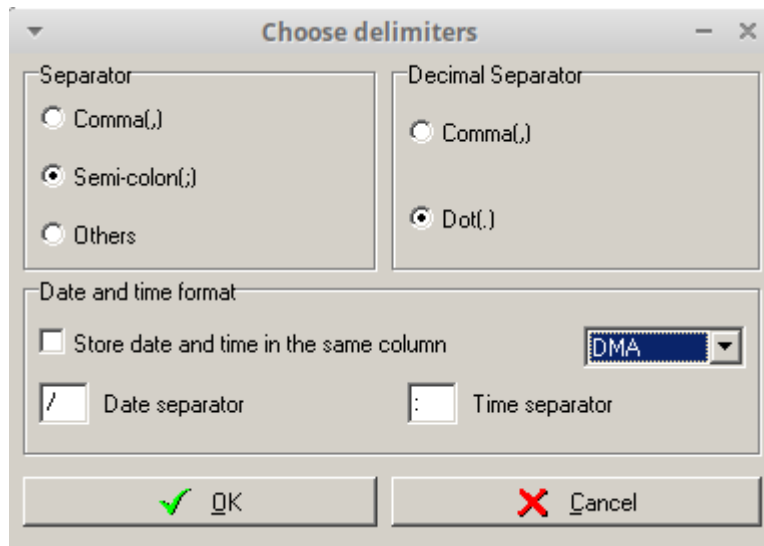 Choose delimiters
Separator
Comma(,)
Semi-colon(;)
Others
Decimal Separator
Comma(,)
Dot(.)
Date and time format
Store date and time in the same column
DMA
/ Date separator
: Time separator
OK
Cancel